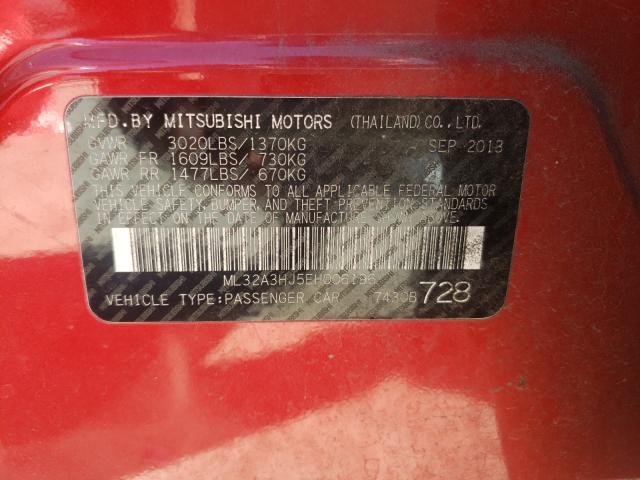 MFD.BY MITSUBISHI MOTORS (THAILAND)CO.,LTD.
GVWR 3020LBS/1370KG SEP 2013
GAWR FR 1609LBS/ 730KG
GAWR RR 1477LBS/ 670KG
THIS VEHICLE CONFORMS TO ALL APPLICABLE FEDERAL MOTOR
VEHICLE SAFETY, BUMPER, AND THEFT PREVENTION STANDARDS
IN EFFECT ON THE DATE OF MANUFACTURE SHOWN ABOVE.
ML32A3HJ5EH006196
VEHICLE TYPE:PASSENGER CAR 7430B 728